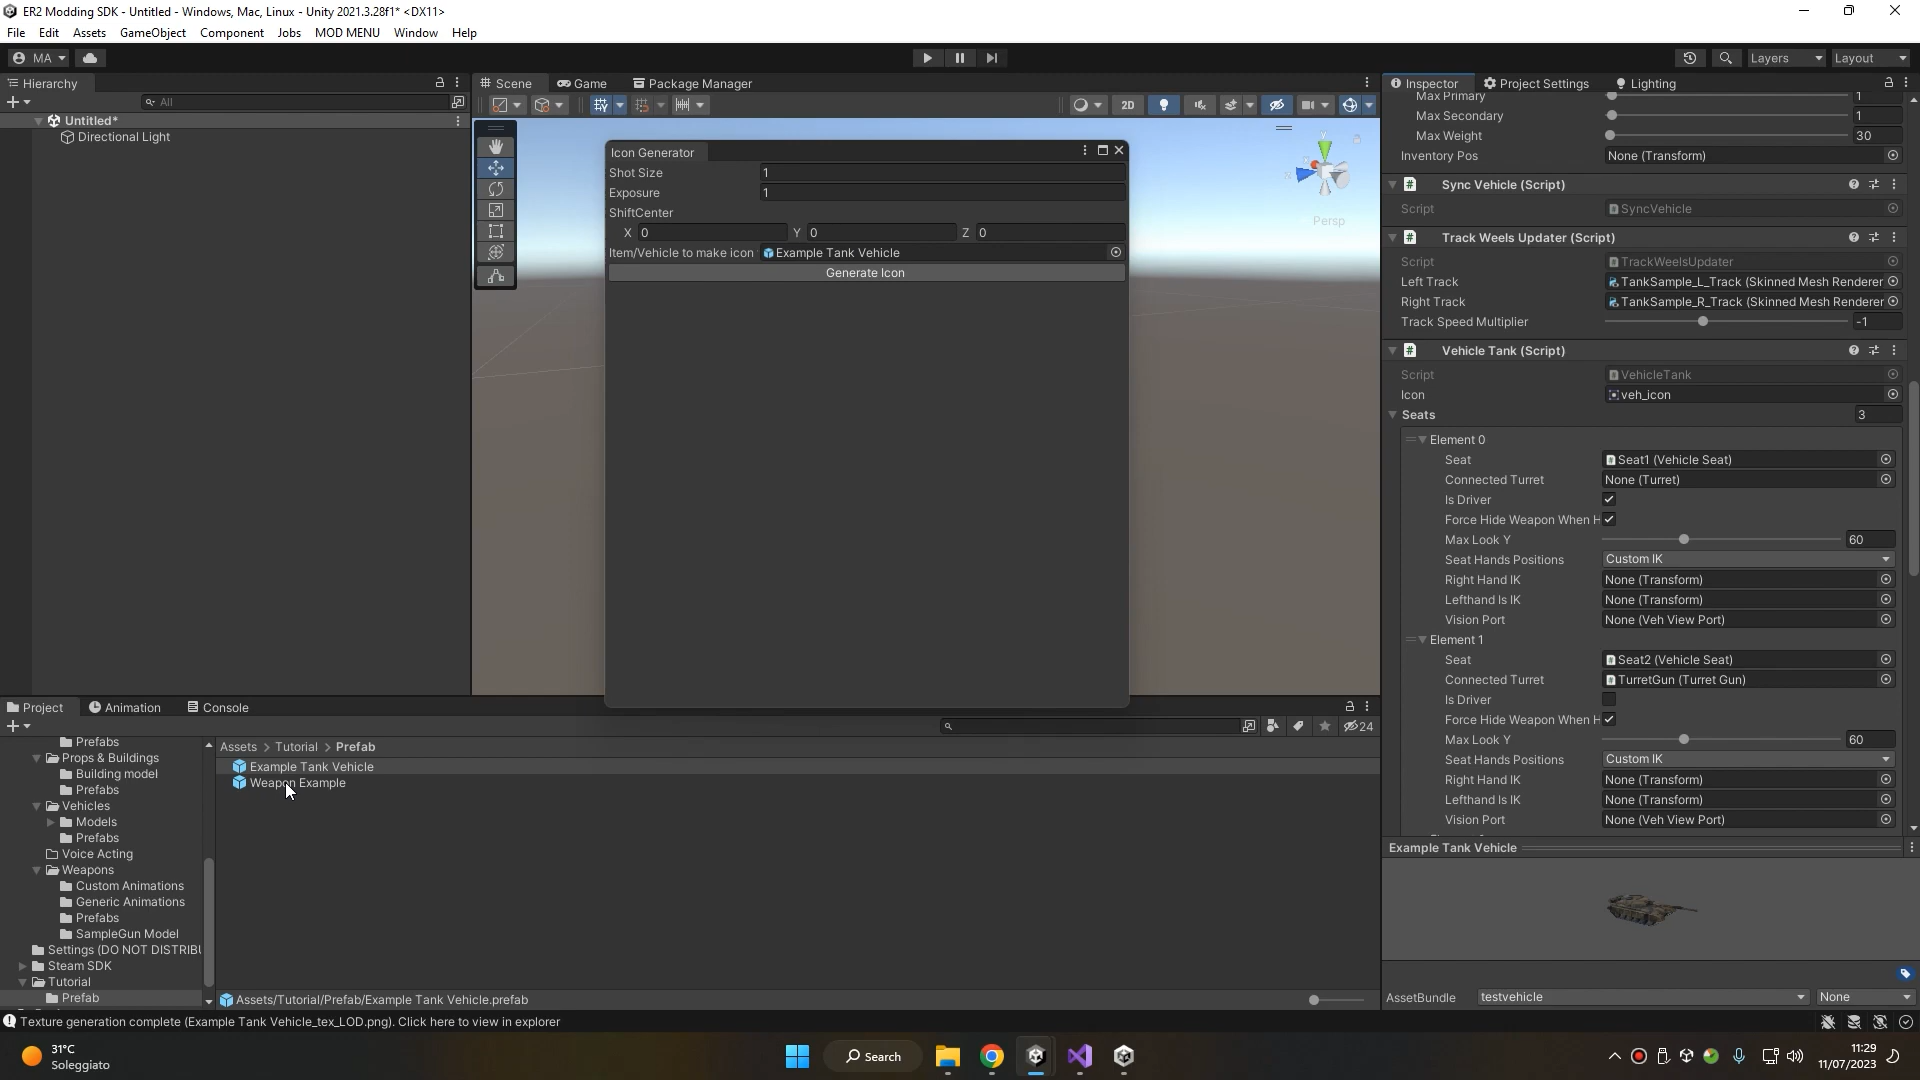 ER2 Modding SDK - Untitled - Windows, Mac, Linux - Unity 2021.3.28f1* <DX11>
File Edit Assets GameObject Component Jobs MOD MENU Window Help
MA Layers Layout
Hierarchy
All
Untitled*
Directional Light
Scene Game Package Manager
2D
Persp
Icon Generator
Shot Size 1
Exposure 1
ShiftCenter
X 0 Y 0 Z 0
Item/Vehicle to make icon Example Tank Vehicle
Generate Icon
Inspector Project Settings Lighting
Max Primary 1
Max Secondary 1
Max Weight 30
Inventory Pos None (Transform)
Sync Vehicle (Script)
Script SyncVehicle
Track Weels Updater (Script)
Script TrackWeelsUpdater
Left Track TankSample_L_Track (Skinned Mesh Renderer
Right Track TankSample_R_Track (Skinned Mesh Renderer
Track Speed Multiplier -1
Vehicle Tank (Script)
Script VehicleTank
Icon veh_icon
Seats 3
Element 0
Seat Seat1 (Vehicle Seat)
Connected Turret None (Turret)
Is Driver
Force Hide Weapon When H
Max Look Y 60
Seat Hands Positions Custom IK
Right Hand IK None (Transform)
Lefthand Is IK None (Transform)
Vision Port None (Veh View Port)
Element 1
Seat Seat2 (Vehicle Seat)
Connected Turret TurretGun (Turret Gun)
Is Driver
Force Hide Weapon When H
Max Look Y 60
Seat Hands Positions Custom IK
Right Hand IK None (Transform)
Lefthand Is IK None (Transform)
Vision Port None (Veh View Port)
Example Tank Vehicle
AssetBundle testvehicle None
Project Animation Console
24
Prefabs
Props & Buildings
Building model
Prefabs
Vehicles
Models
Prefabs
Voice Acting
Weapons
Custom Animations
Generic Animations
Prefabs
SampleGun Model
Settings (DO NOT DISTRIBU
Steam SDK
Tutorial
Prefab
Assets > Tutorial > Prefab
Example Tank Vehicle
Weapon Example
Assets/Tutorial/Prefab/Example Tank Vehicle.prefab
Texture generation complete (Example Tank Vehicle_tex_LOD.png). Click here to view in explorer
31°C
Soleggiato
Search
11:29
11/07/2023